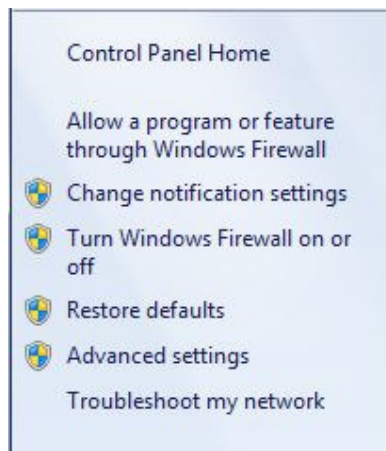 Control Panel Home
Allow a program or feature
through Windows Firewall
Change notification settings
Turn Windows Firewall on or
off
Restore defaults
Advanced settings
Troubleshoot my network